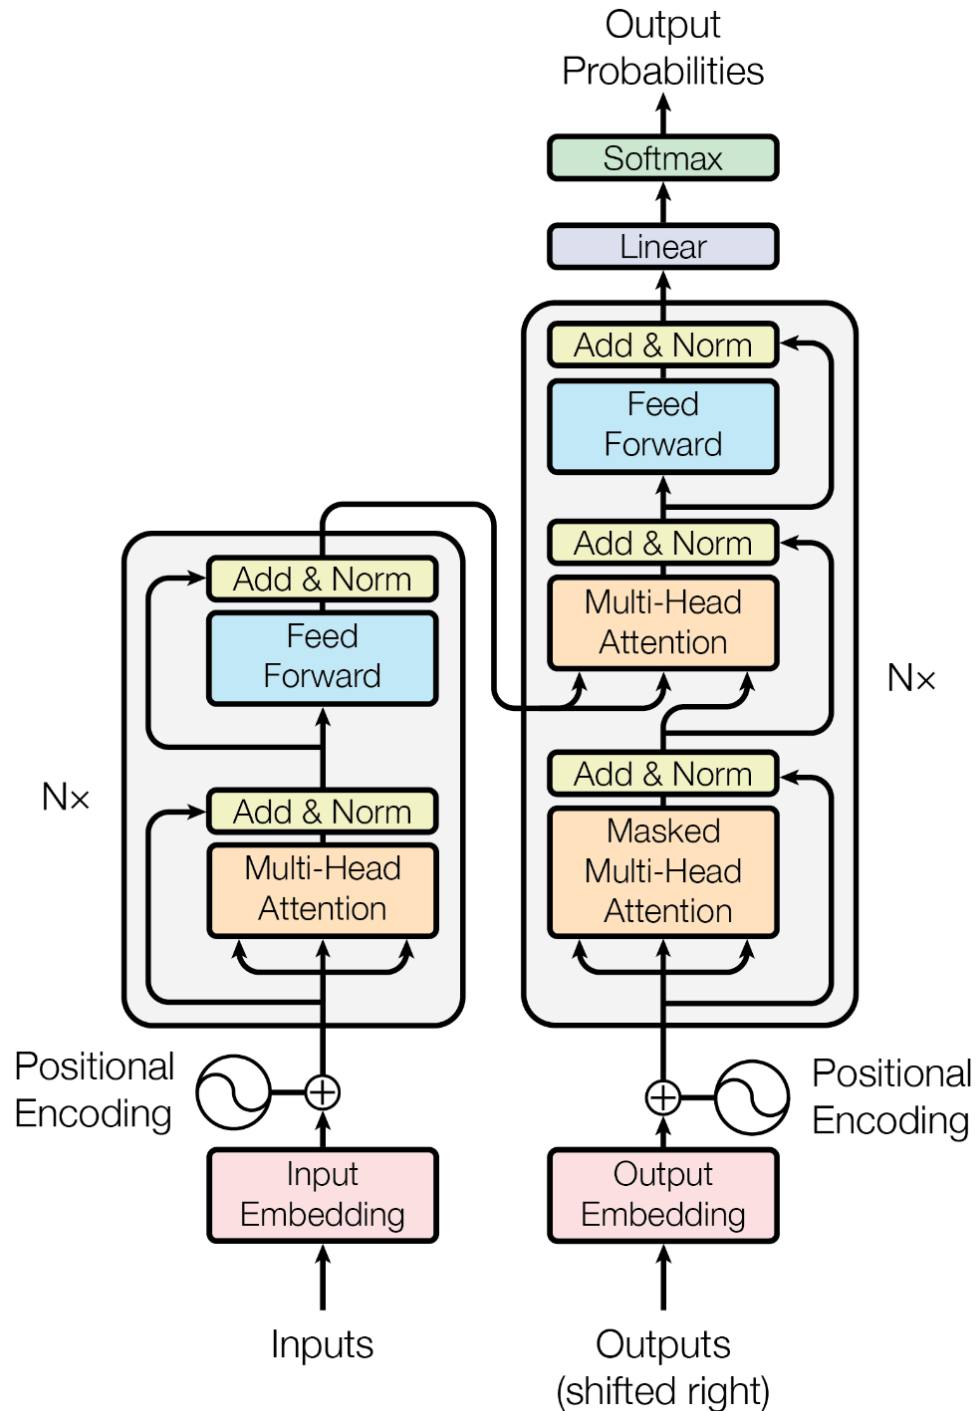 Output
Probabilities
Softmax
Linear
Add & Norm
Feed
Forward
Add & Norm
Multi-Head
Attention
Add & Norm
Masked
Multi-Head
Attention
N×
Add & Norm
Feed
Forward
Add & Norm
Multi-Head
Attention
N×
Positional
Encoding
Positional
Encoding
Input
Embedding
Output
Embedding
Inputs
Outputs
(shifted right)